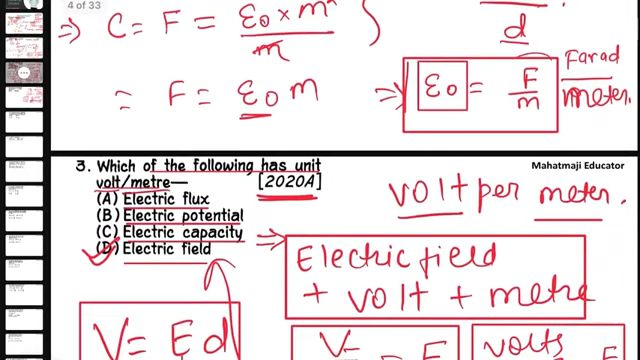 4 of 33
⇒ C = F = ε₀ × m²
m
d
= F = ε₀ m
⇒ ε₀ = F
m
Farad
meter.
3. Which of the following has unit
volt/metre—
[2020A]
(A) Electric flux
(B) Electric potential
(C) Electric capacity
(D) Electric field
Mahatmaji Educator
volt per meter.
⇒ Electric field
+ volt + metre
V = E d
V
= E
volts
= E